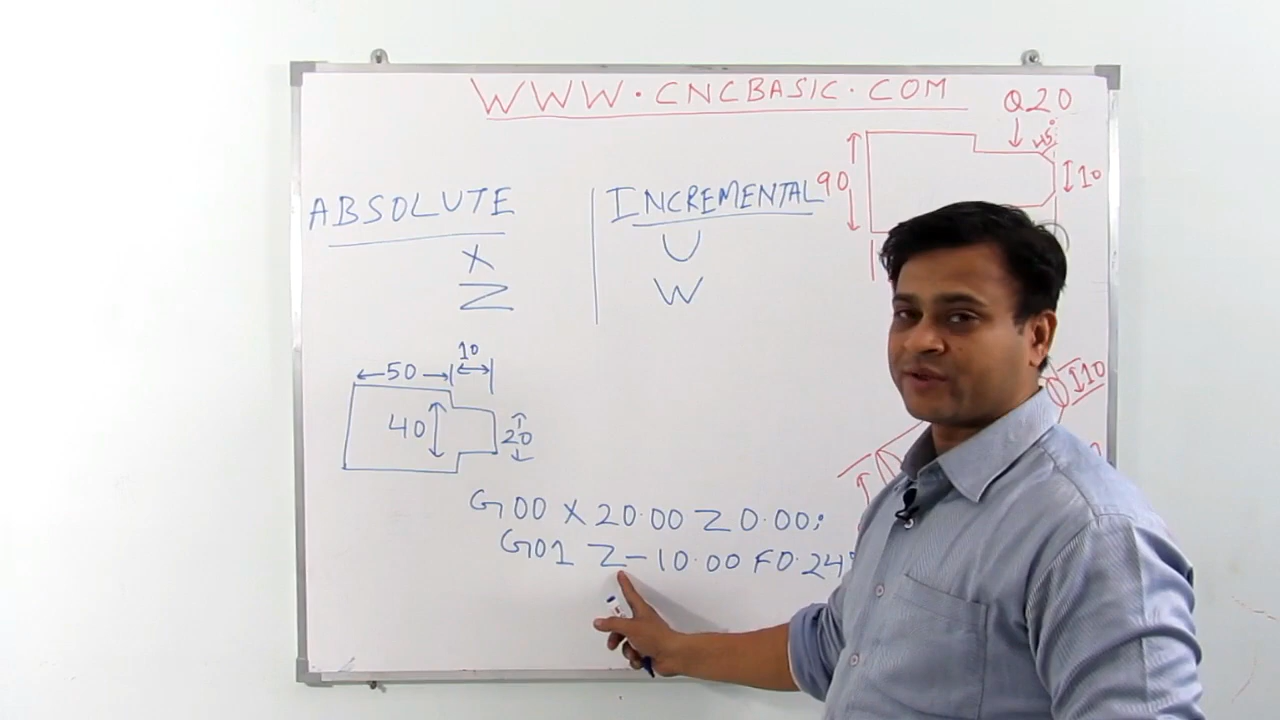 WWW.CNCBASIC.COM
Q20
90
10
ABSOLUTE
INCREMENTAL
X
U
Z
W
50
10
40
20
10
G00 X 20.00 Z 0.00;
G01 Z-10.00 F0.24